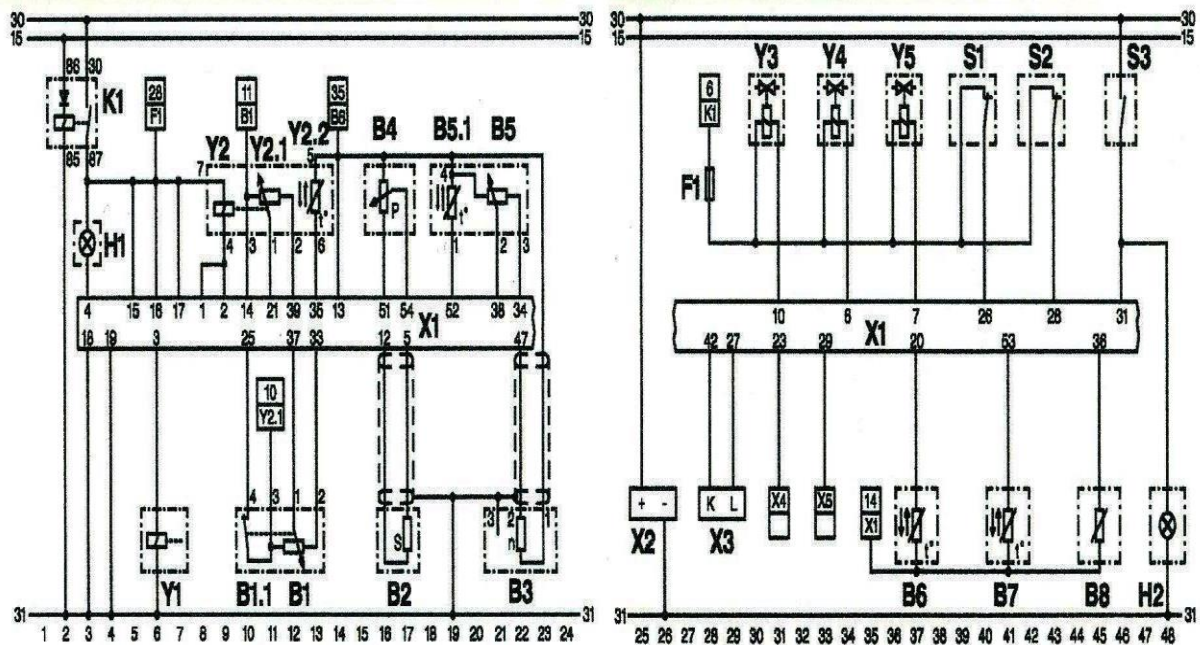 30 30 30 30
15 15 15 15
86 30 Y3 Y4 Y5 S1 S2 S3
K1 28 11 35 6
F1 B1 B8 K1
Y2.2 B4 B5.1 B5
85 87 Y2 Y2.1 5
7 4 F1
P t°
t°
H1 4 3 1 2 6 1 2 3
4 15 16 17 1 2 14 21 39 35 13 51 54 52 38 34 10 6 7 26 28 31
X1 X1
18 19 3 25 37 33 12 5 47 42 27 23 29 20 53 36
10
Y2.1
4 3 1 2 3 2 1 + - K L X4 X5 14
X1
S n t° t°
X2 X3
Y1 B1.1 B1 B2 B3 B6 B7 B8 H2
31 31 31 31
1 2 3 4 5 6 7 8 9 10 11 12 13 14 15 16 17 18 19 20 21 22 23 24 25 26 27 28 29 30 31 32 33 34 35 36 37 38 39 40 41 42 43 44 45 46 47 48